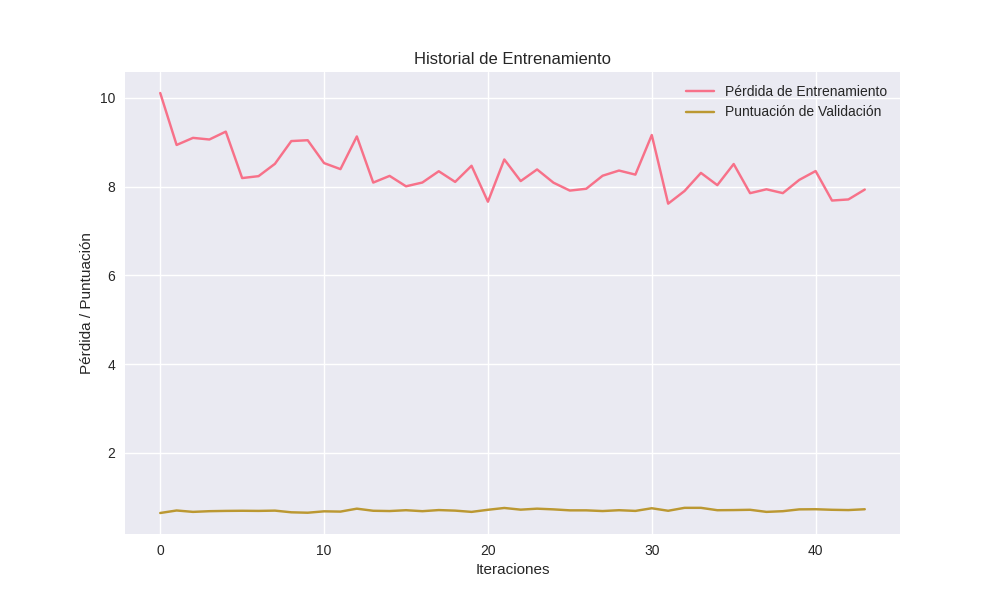 Historial de Entrenamiento
Pérdida de Entrenamiento
Puntuación de Validación
Pérdida / Puntuación
10
8
6
4
2
0
10
20
30
40
Iteraciones